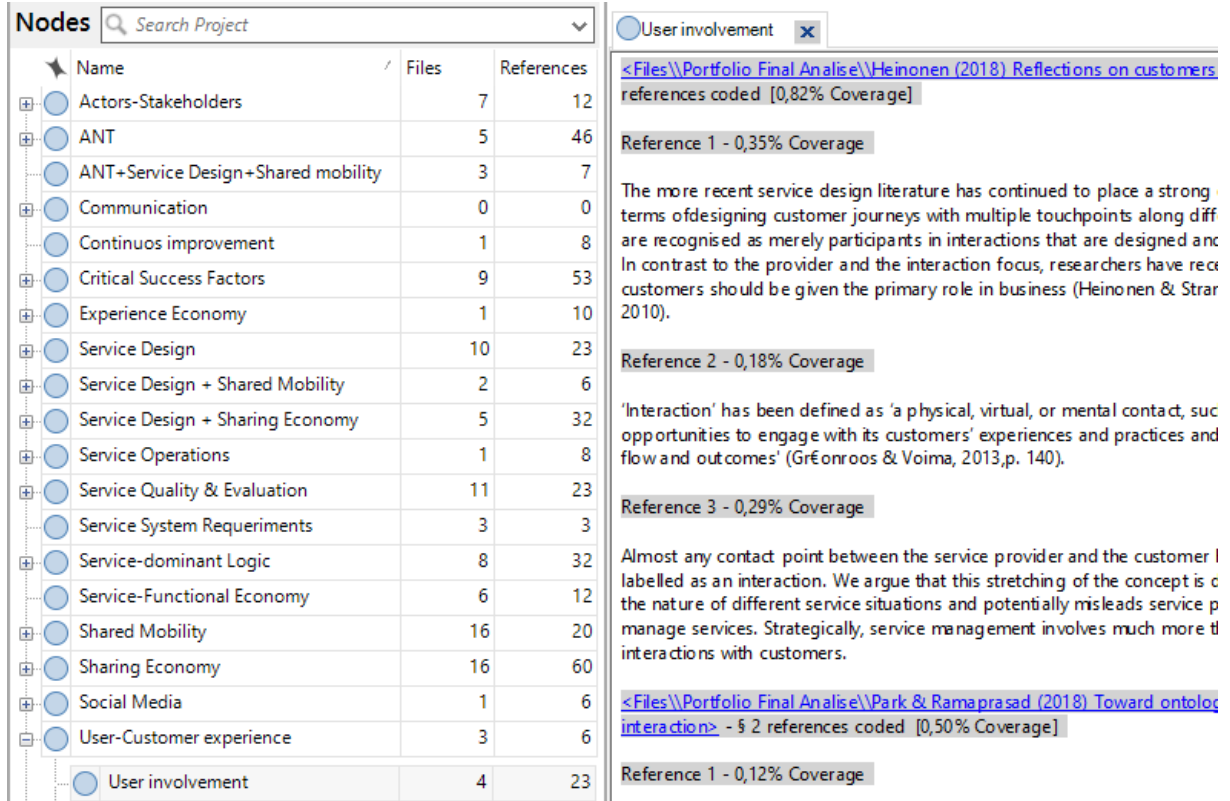 Nodes
Search Project
Name Files References
Actors-Stakeholders 7 12
ANT 5 46
ANT+Service Design+Shared mobility 3 7
Communication 0 0
Continuos improvement 1 8
Critical Success Factors 9 53
Experience Economy 1 10
Service Design 10 23
Service Design + Shared Mobility 2 6
Service Design + Sharing Economy 5 32
Service Operations 1 8
Service Quality & Evaluation 11 23
Service System Requeriments 3 3
Service-dominant Logic 8 32
Service-Functional Economy 6 12
Shared Mobility 16 20
Sharing Economy 16 60
Social Media 1 6
User-Customer experience 3 6
User involvement 4 23
User involvement
<Files\\Portfolio Final Analise\\Heinonen (2018) Reflections on customers
references coded [0,82% Coverage]
Reference 1 - 0,35% Coverage
The more recent service design literature has continued to place a strong
terms ofdesigning customer journeys with multiple touchpoints along diff
are recognised as merely participants in interactions that are designed and
In contrast to the provider and the interaction focus, researchers have rece
customers should be given the primary role in business (Heinonen & Stran
2010).
Reference 2 - 0,18% Coverage
'Interaction' has been defined as 'a physical, virtual, or mental contact, suc
opportunities to engage with its customers' experiences and practices and
flow and outcomes' (Gr€onroos & Voima, 2013,p. 140).
Reference 3 - 0,29% Coverage
Almost any contact point between the service provider and the customer
labelled as an interaction. We argue that this stretching of the concept is
the nature of different service situations and potentially misleads service p
manage services. Strategically, service management involves much more t
interactions with customers.
<Files\\Portfolio Final Analise\\Park & Ramaprasad (2018) Toward ontolog
interaction> - § 2 references coded [0,50% Coverage]
Reference 1 - 0,12% Coverage